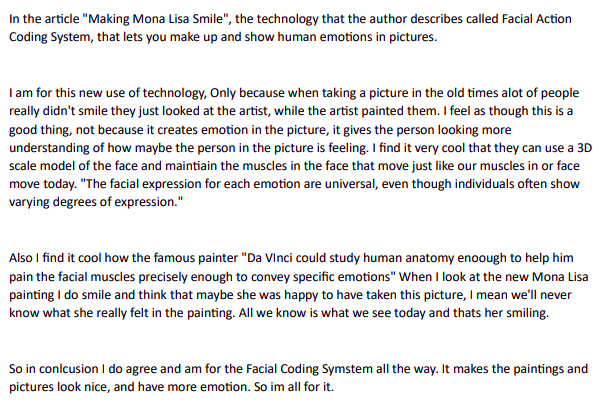 In the article "Making Mona Lisa Smile", the technology that the author describes called Facial Action
Coding System, that lets you make up and show human emotions in pictures.
I am for this new use of technology, Only because when taking a picture in the old times alot of people
really didn't smile they just looked at the artist, while the artist painted them. I feel as though this is a
good thing, not because it creates emotion in the picture, it gives the person looking more
understanding of how maybe the person in the picture is feeling. I find it very cool that they can use a 3D
scale model of the face and maintiain the muscles in the face that move just like our muscles in or face
move today. "The facial expression for each emotion are universal, even though individuals often show
varying degrees of expression."
Also I find it cool how the famous painter "Da VInci could study human anatomy enoough to help him
pain the facial muscles precisely enough to convey specific emotions" When I look at the new Mona Lisa
painting I do smile and think that maybe she was happy to have taken this picture, I mean we'll never
know what she really felt in the painting. All we know is what we see today and thats her smiling.
So in conlcusion I do agree and am for the Facial Coding Symstem all the way. It makes the paintings and
pictures look nice, and have more emotion. So im all for it.